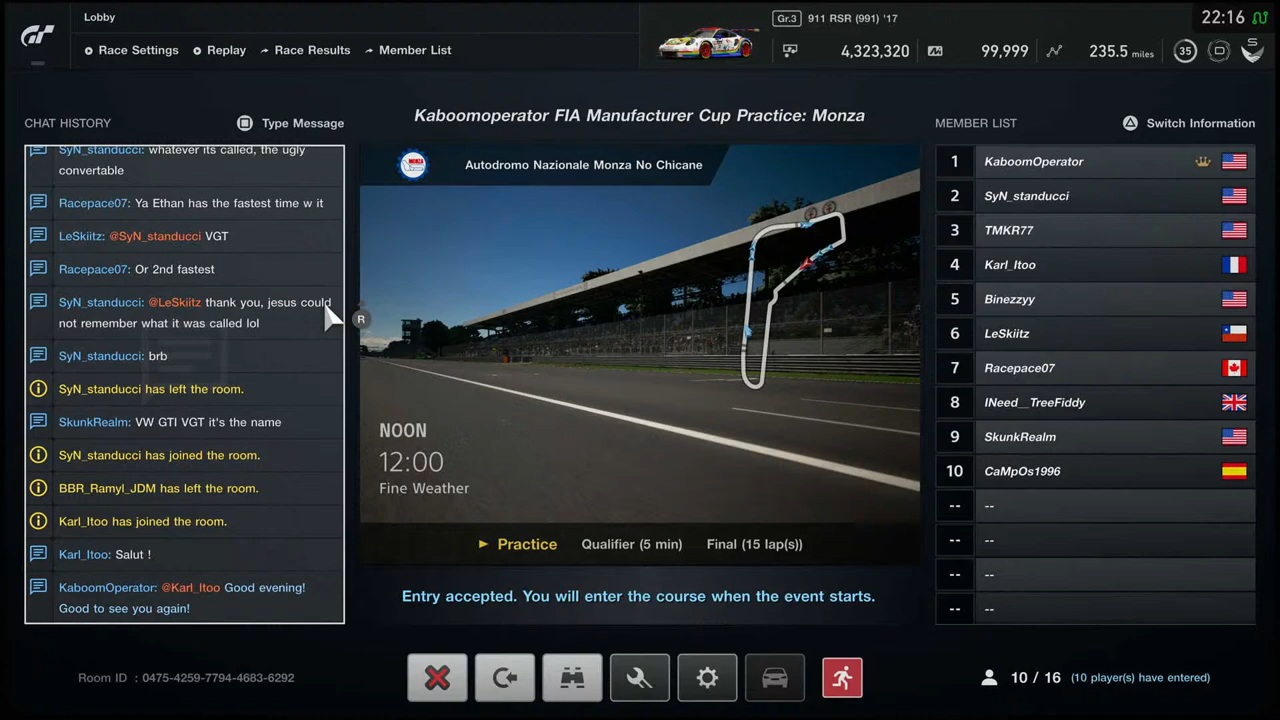 Lobby
Gr.3 911 RSR (991) '17
22:16
Race Settings Replay Race Results Member List
4,323,320 99,999 235.5 miles 35 S
CHAT HISTORY Type Message
Kaboomoperator FIA Manufacturer Cup Practice: Monza
MEMBER LIST Switch Information
SyN_standucci: whatever its called, the ugly
convertable
Racepace07: Ya Ethan has the fastest time w it
LeSkiitz: @SyN_standucci VGT
Racepace07: Or 2nd fastest
SyN_standucci: @LeSkiitz thank you, jesus could
not remember what it was called lol
SyN_standucci: brb
SyN_standucci has left the room.
SkunkRealm: VW GTI VGT it's the name
SyN_standucci has joined the room.
BBR_Ramyl_JDM has left the room.
Karl_Itoo has joined the room.
Karl_Itoo: Salut !
KaboomOperator: @Karl_Itoo Good evening!
Good to see you again!
R
MONZA
Autodromo Nazionale Monza No Chicane
NOON
12:00
Fine Weather
Practice Qualifier (5 min) Final (15 lap(s))
Entry accepted. You will enter the course when the event starts.
1 KaboomOperator
2 SyN_standucci
3 TMKR77
4 Karl_Itoo
5 Binezzyy
6 LeSkiitz
7 Racepace07
8 INeed__TreeFiddy
9 SkunkRealm
10 CaMpOs1996
-- --
-- --
-- --
-- --
Room ID : 0475-4259-7794-4683-6292
10 / 16 (10 player(s) have entered)